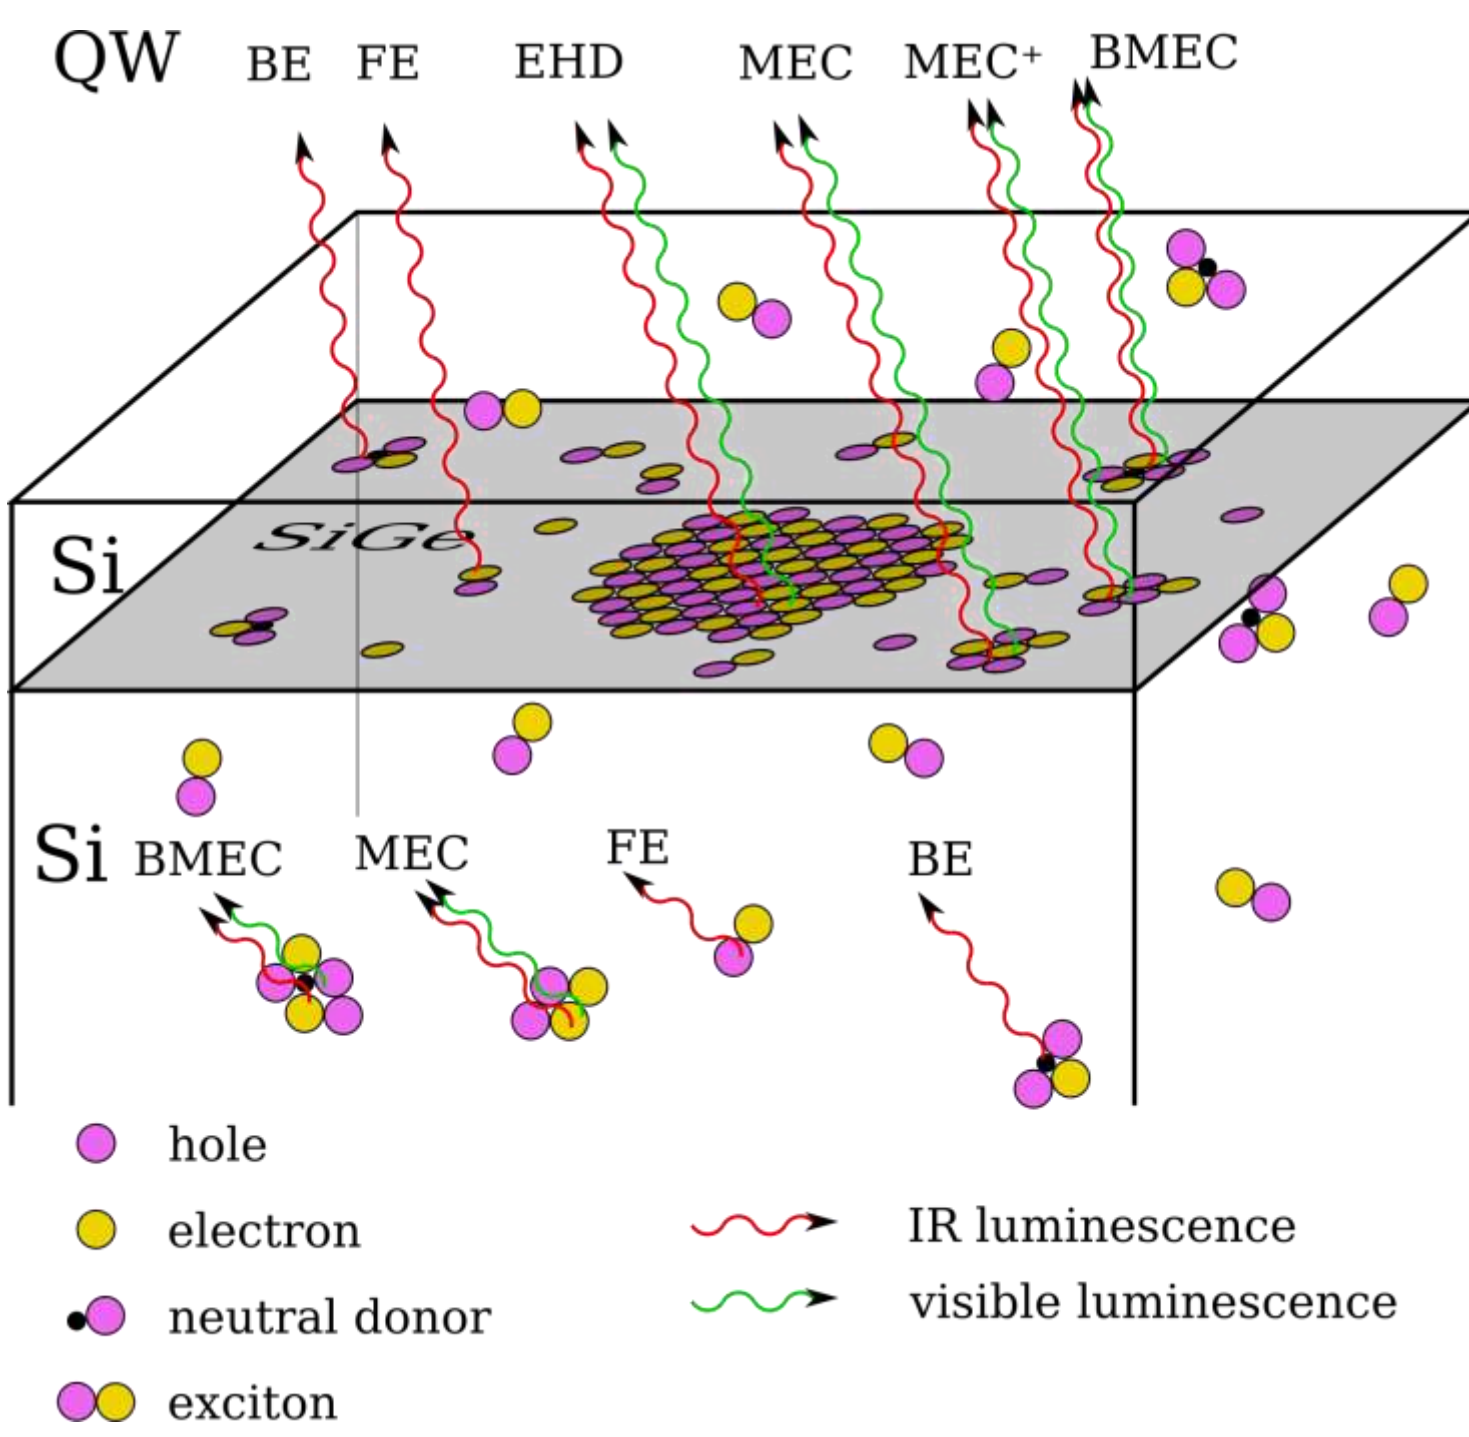 QW BE FE EHD MEC MEC⁺ BMEC
SiGe
Si
Si BMEC MEC FE BE
hole
electron
neutral donor
exciton
IR luminescence
visible luminescence